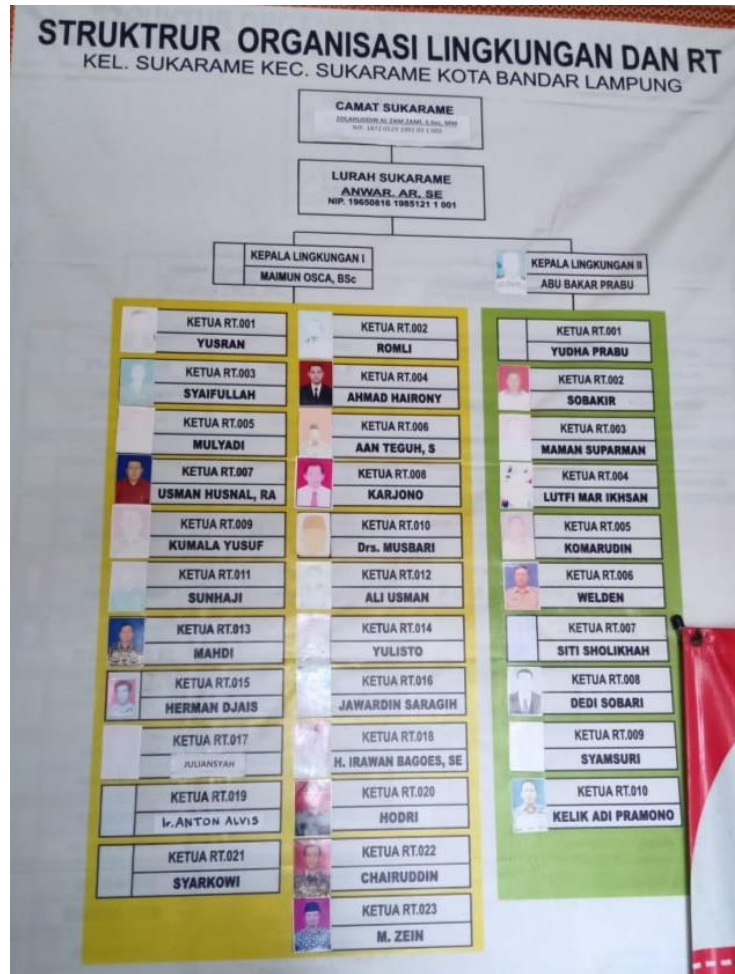 STRUKTRUR ORGANISASI LINGKUNGAN DAN RT
KEL. SUKARAME KEC. SUKARAME KOTA BANDAR LAMPUNG
CAMAT SUKARAME
LURAH SUKARAME
ANWAR. AR, SE
NIP. 19650816 1985121 1 001
KEPALA LINGKUNGAN I
MAIMUN OSCA, BSc
KEPALA LINGKUNGAN II
ABU BAKAR PRABU
KETUA RT.001
YUSRAN
KETUA RT.003
SYAIFULLAH
KETUA RT.005
MULYADI
KETUA RT.007
USMAN HUSNAL, RA
KETUA RT.009
KUMALA YUSUF
KETUA RT.011
SUNHAJI
KETUA RT.013
MAHDI
KETUA RT.015
HERMAN DJAIS
KETUA RT.017
JULIANSYAH
KETUA RT.019
Ir. ANTON ALVIS
KETUA RT.021
SYARKOWI
KETUA RT.002
ROMLI
KETUA RT.004
AHMAD HAIRONY
KETUA RT.006
AAN TEGUH, S
KETUA RT.008
KARJONO
KETUA RT.010
Drs. MUSBARI
KETUA RT.012
ALI USMAN
KETUA RT.014
YULISTO
KETUA RT.016
JAWARDIN SARAGIH
KETUA RT.018
H. IRAWAN BAGOES, SE
KETUA RT.020
HODRI
KETUA RT.022
CHAIRUDDIN
KETUA RT.023
M. ZEIN
KETUA RT.001
YUDHA PRABU
KETUA RT.002
SOBAKIR
KETUA RT.003
MAMAN SUPARMAN
KETUA RT.004
LUTFI MAR IKHSAN
KETUA RT.005
KOMARUDIN
KETUA RT.006
WELDEN
KETUA RT.007
SITI SHOLIKHAH
KETUA RT.008
DEDI SOBARI
KETUA RT.009
SYAMSURI
KETUA RT.010
KELIK ADI PRAMONO